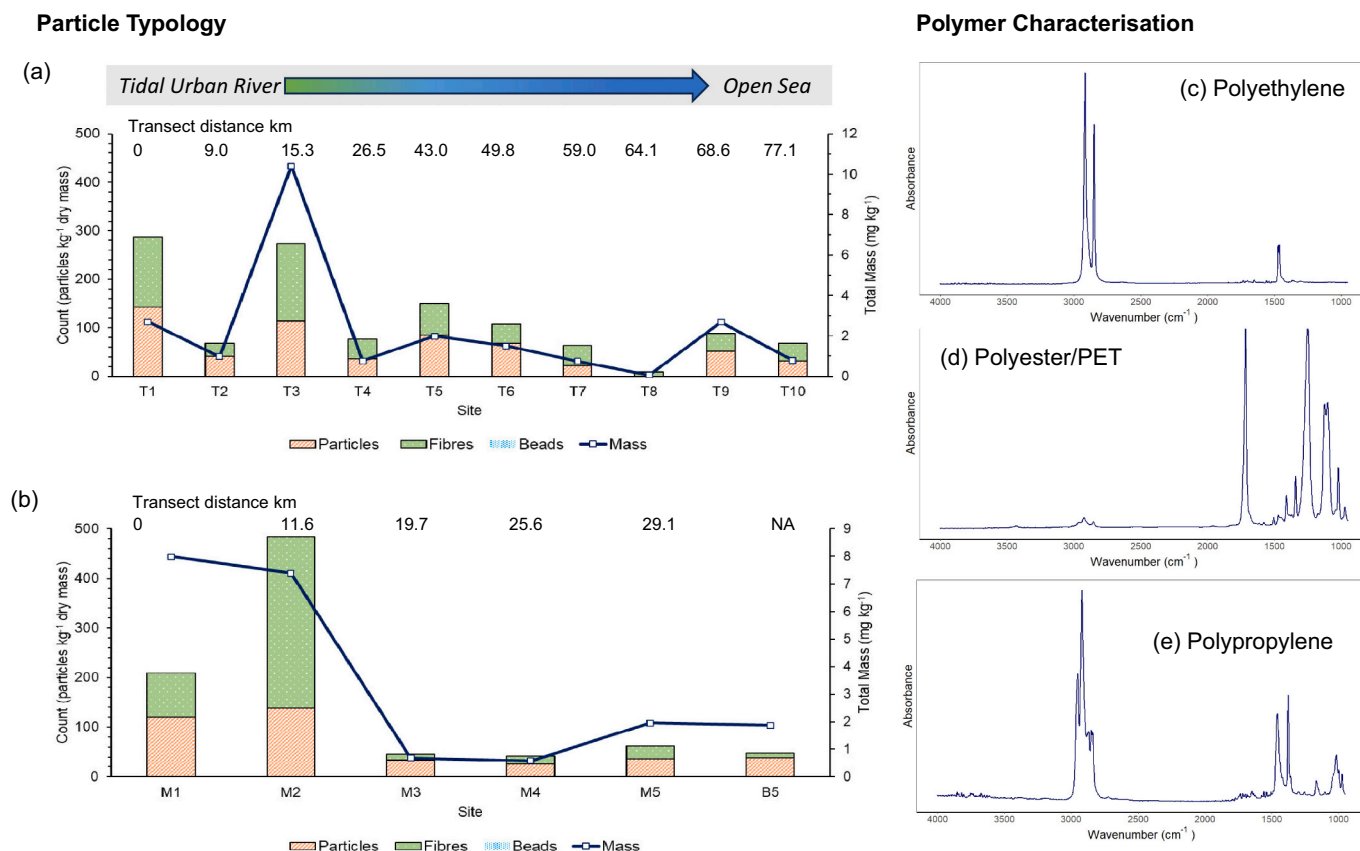 Particle Typology
Polymer Characterisation
(a)
Tidal Urban River
Open Sea
Transect distance km
0 9.0 15.3 26.5 43.0 49.8 59.0 64.1 68.6 77.1
Count (particles kg-1 dry mass)
500
400
300
200
100
0
12
10
8
6
4
2
0
Total Mass (mg kg-1)
T1 T2 T3 T4 T5 T6 T7 T8 T9 T10
Site
Particles Fibres Beads Mass
(b)
Transect distance km
0 11.6 19.7 25.6 29.1 NA
Count (particles kg-1 dry mass)
500
400
300
200
100
0
9
8
7
6
5
4
3
2
1
0
Total Mass (mg kg-1)
M1 M2 M3 M4 M5 B5
Site
Particles Fibres Beads Mass
(c) Polyethylene
Absorbance
4000 3000 2000 1500 1000
Wavenumber (cm-1 )
(d) Polyester/PET
Absorbance
4000 3000 2000 1500 1000
Wavenumber (cm-1 )
(e) Polypropylene
Absorbance
4000 3000 2000 1500 1000
Wavenumber (cm-1 )